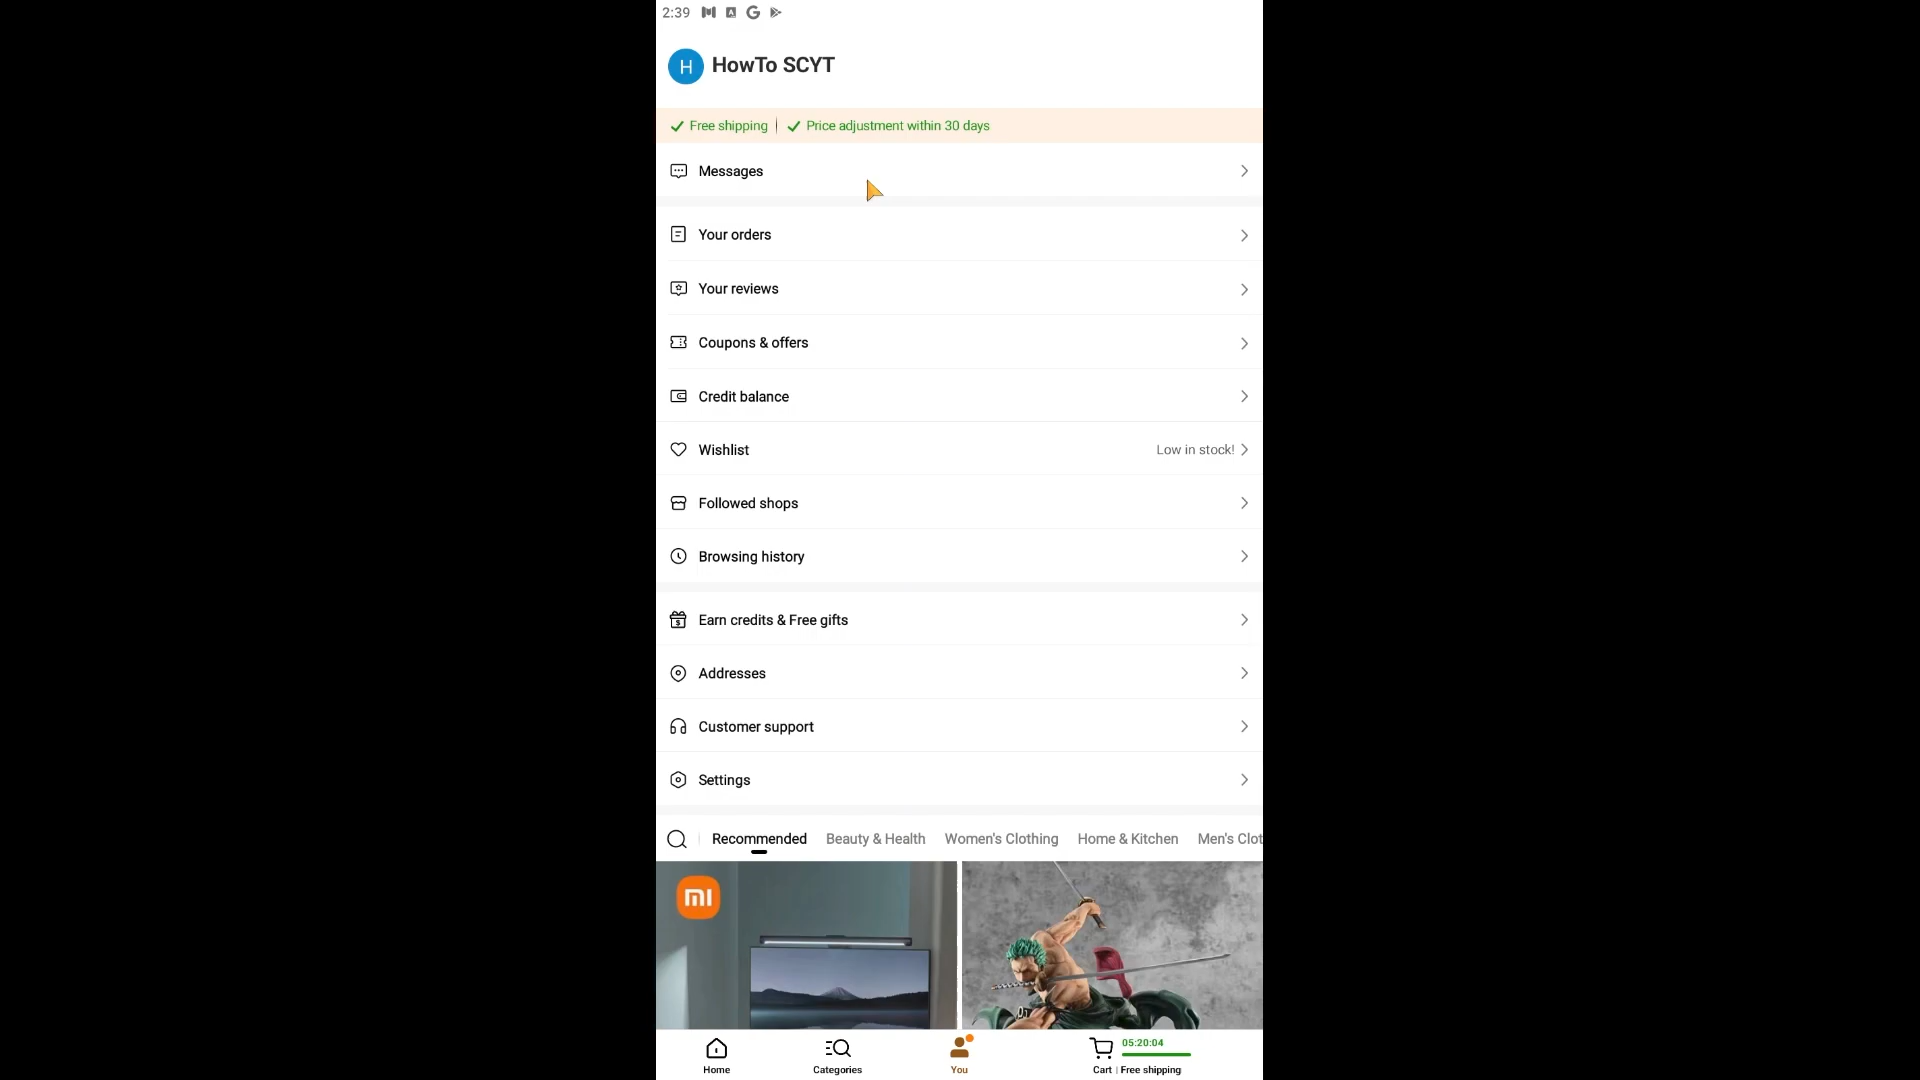 2:39
H HowTo SCYT
Free shipping | Price adjustment within 30 days
Messages
Your orders
Your reviews
Coupons & offers
Credit balance
Wishlist Low in stock!
Followed shops
Browsing history
Earn credits & Free gifts
Addresses
Customer support
Settings
Recommended Beauty & Health Women's Clothing Home & Kitchen Men's Clot
mi
05:20:04
Home Categories You Cart | Free shipping